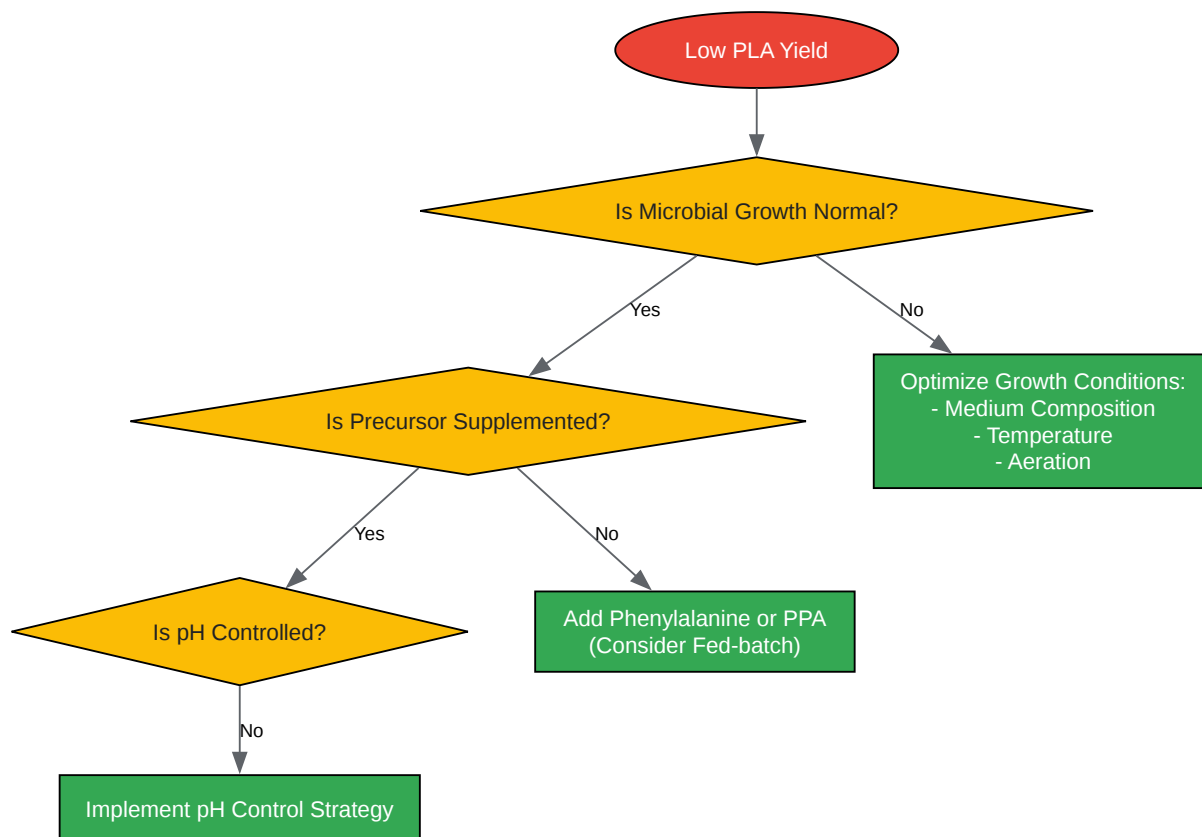 Low PLA Yield
Is Microbial Growth Normal?
Yes
No
Optimize Growth Conditions:
- Medium Composition
- Temperature
- Aeration
Is Precursor Supplemented?
Yes
No
Add Phenylalanine or PPA
(Consider Fed-batch)
Is pH Controlled?
No
Implement pH Control Strategy